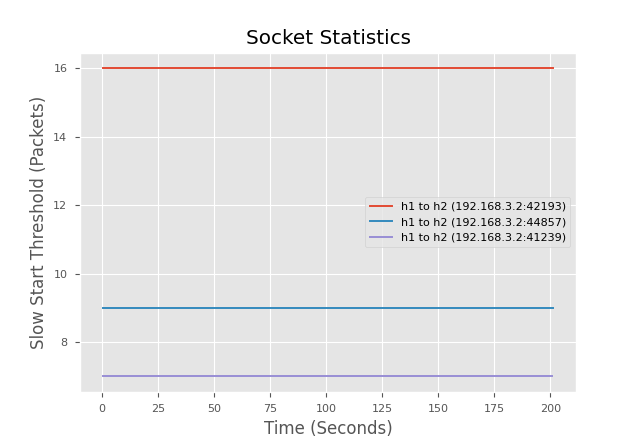 Socket Statistics
Slow Start Threshold (Packets)
16
14
12
10
8
h1 to h2 (192.168.3.2:42193)
h1 to h2 (192.168.3.2:44857)
h1 to h2 (192.168.3.2:41239)
0 25 50 75 100 125 150 175 200
Time (Seconds)